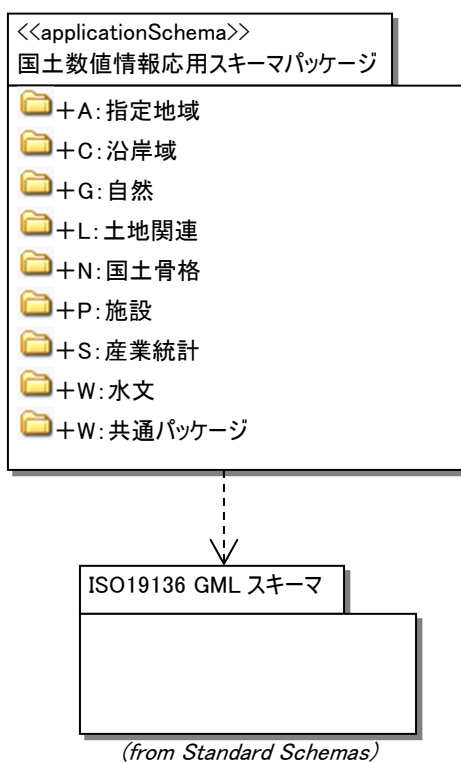 <<applicationSchema>>
国土数値情報応用スキーマパッケージ
+A:指定地域
+C:沿岸域
+G:自然
+L:土地関連
+N:国土骨格
+P:施設
+S:産業統計
+W:水文
+W:共通パッケージ
ISO19136 GML スキーマ
(from Standard Schemas)